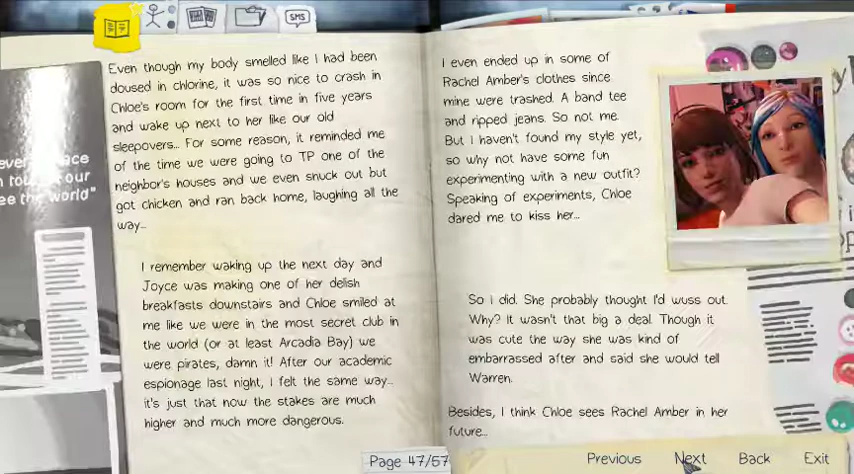 SMS
Even though my body smelled like I had been
doused in chlorine, it was so nice to crash in
Chloe's room for the first time in five years
and wake up next to her like our old
sleepovers... For some reason, it reminded me
of the time we were going to TP one of the
neighbor's houses and we even snuck out but
got chicken and ran back home, laughing all the
way...
I remember waking up the next day and
Joyce was making one of her delish
breakfasts downstairs and Chloe smiled at
me like we were in the most secret club in
the world (or at least Arcadia Bay) we
were pirates, damn it! After our academic
espionage last night, I felt the same way...
it's just that now the stakes are much
higher and much more dangerous.
I even ended up in some of
Rachel Amber's clothes since
mine were trashed. A band tee
and ripped jeans. So not me.
But I haven't found my style yet,
so why not have some fun
experimenting with a new outfit?
Speaking of experiments, Chloe
dared me to kiss her...
So I did. She probably thought I'd wuss out.
Why? It wasn't that big a deal. Though it
was cute the way she was kind of
embarrassed after and said she would tell
Warren.
Besides, I think Chloe sees Rachel Amber in her
future...
Page 47/57
Previous Next Back Exit